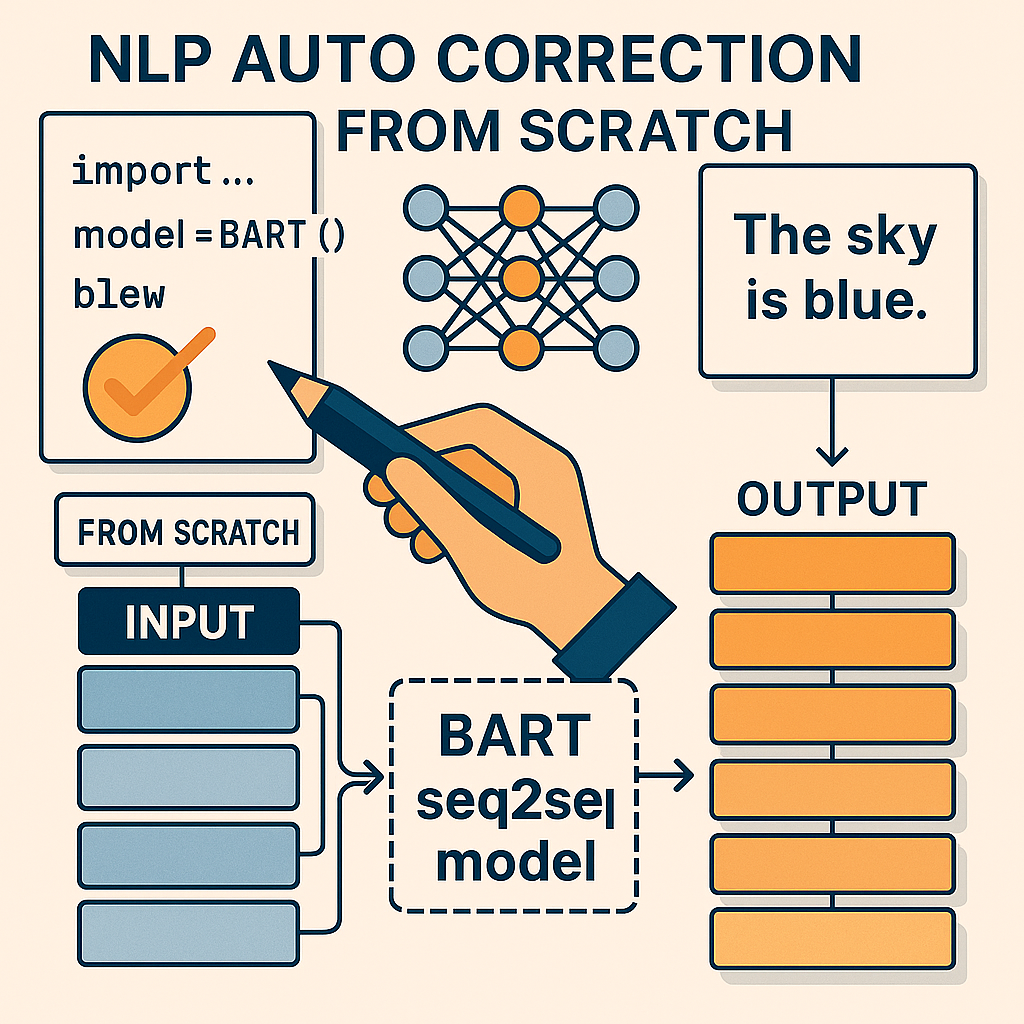 NLP AUTO CORRECTION
FROM SCRATCH
import...
model =BART ()
blew
The sky
is blue.
FROM SCRATCH
INPUT
BART
seq2seı
model
OUTPUT